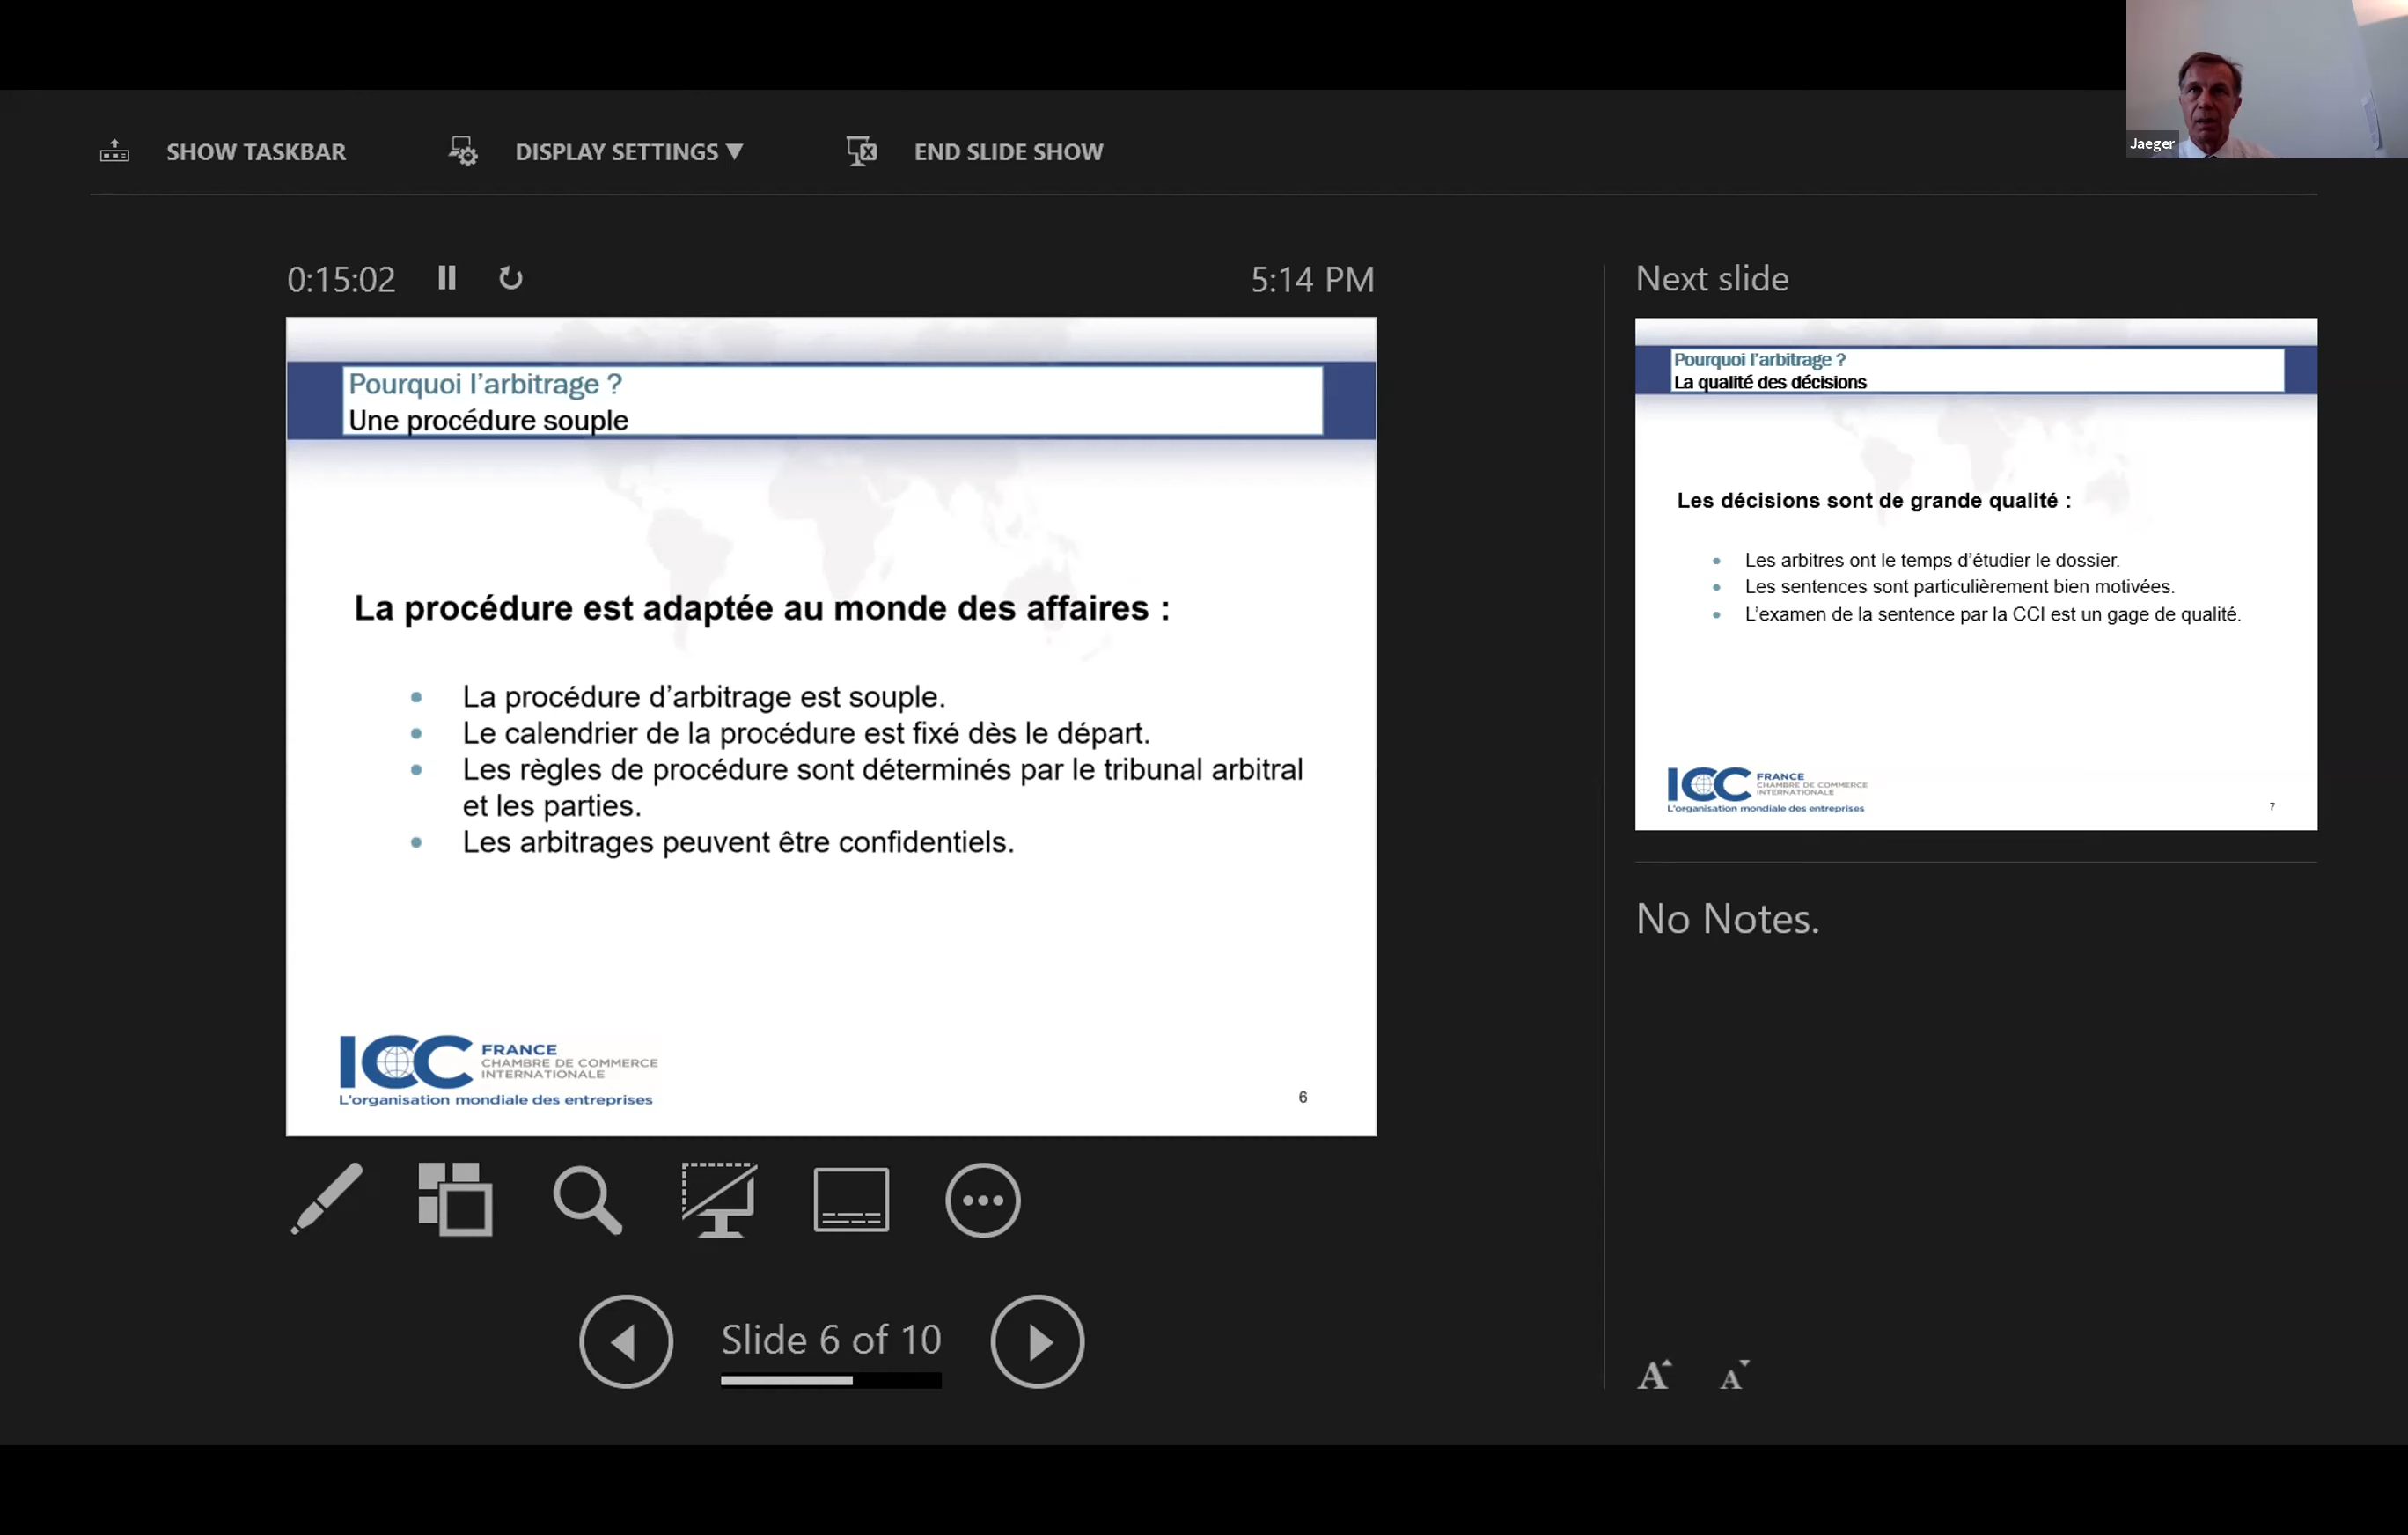 Jaeger
SHOW TASKBAR
DISPLAY SETTINGS ▼
END SLIDE SHOW
0:15:02
5:14 PM
Pourquoi l’arbitrage ?
Une procédure souple
La procédure est adaptée au monde des affaires :
• La procédure d’arbitrage est souple.
• Le calendrier de la procédure est fixé dès le départ.
• Les règles de procédure sont déterminés par le tribunal arbitral
et les parties.
• Les arbitrages peuvent être confidentiels.
ICC
FRANCE
CHAMBRE DE COMMERCE
INTERNATIONALE
L’organisation mondiale des entreprises
6
Slide 6 of 10
Next slide
Pourquoi l’arbitrage ?
La qualité des décisions
Les décisions sont de grande qualité :
• Les arbitres ont le temps d’étudier le dossier.
• Les sentences sont particulièrement bien motivées.
• L’examen de la sentence par la CCI est un gage de qualité.
ICC
FRANCE
CHAMBRE DE COMMERCE
INTERNATIONALE
L’organisation mondiale des entreprises
7
No Notes.
A A